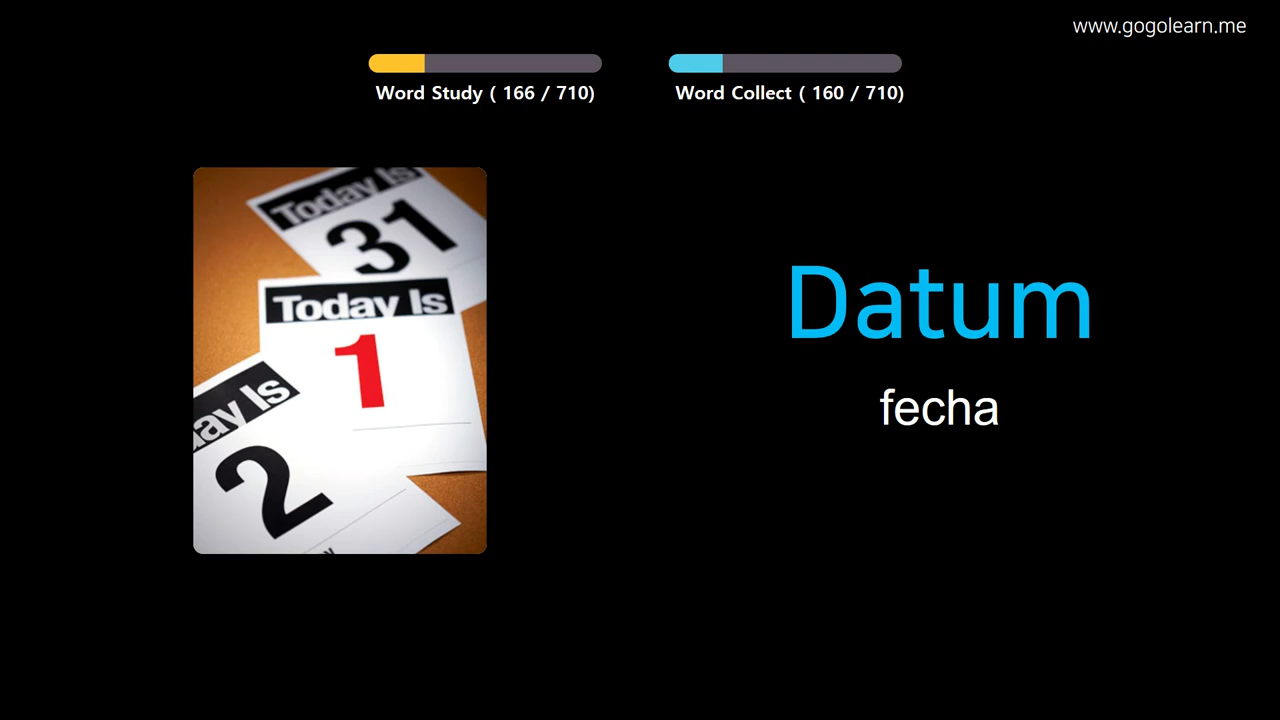 www.gogolearn.me
Word Study ( 166 / 710)
Word Collect ( 160 / 710)
Today Is
31
Today Is
1
ay Is
2
Datum
fecha